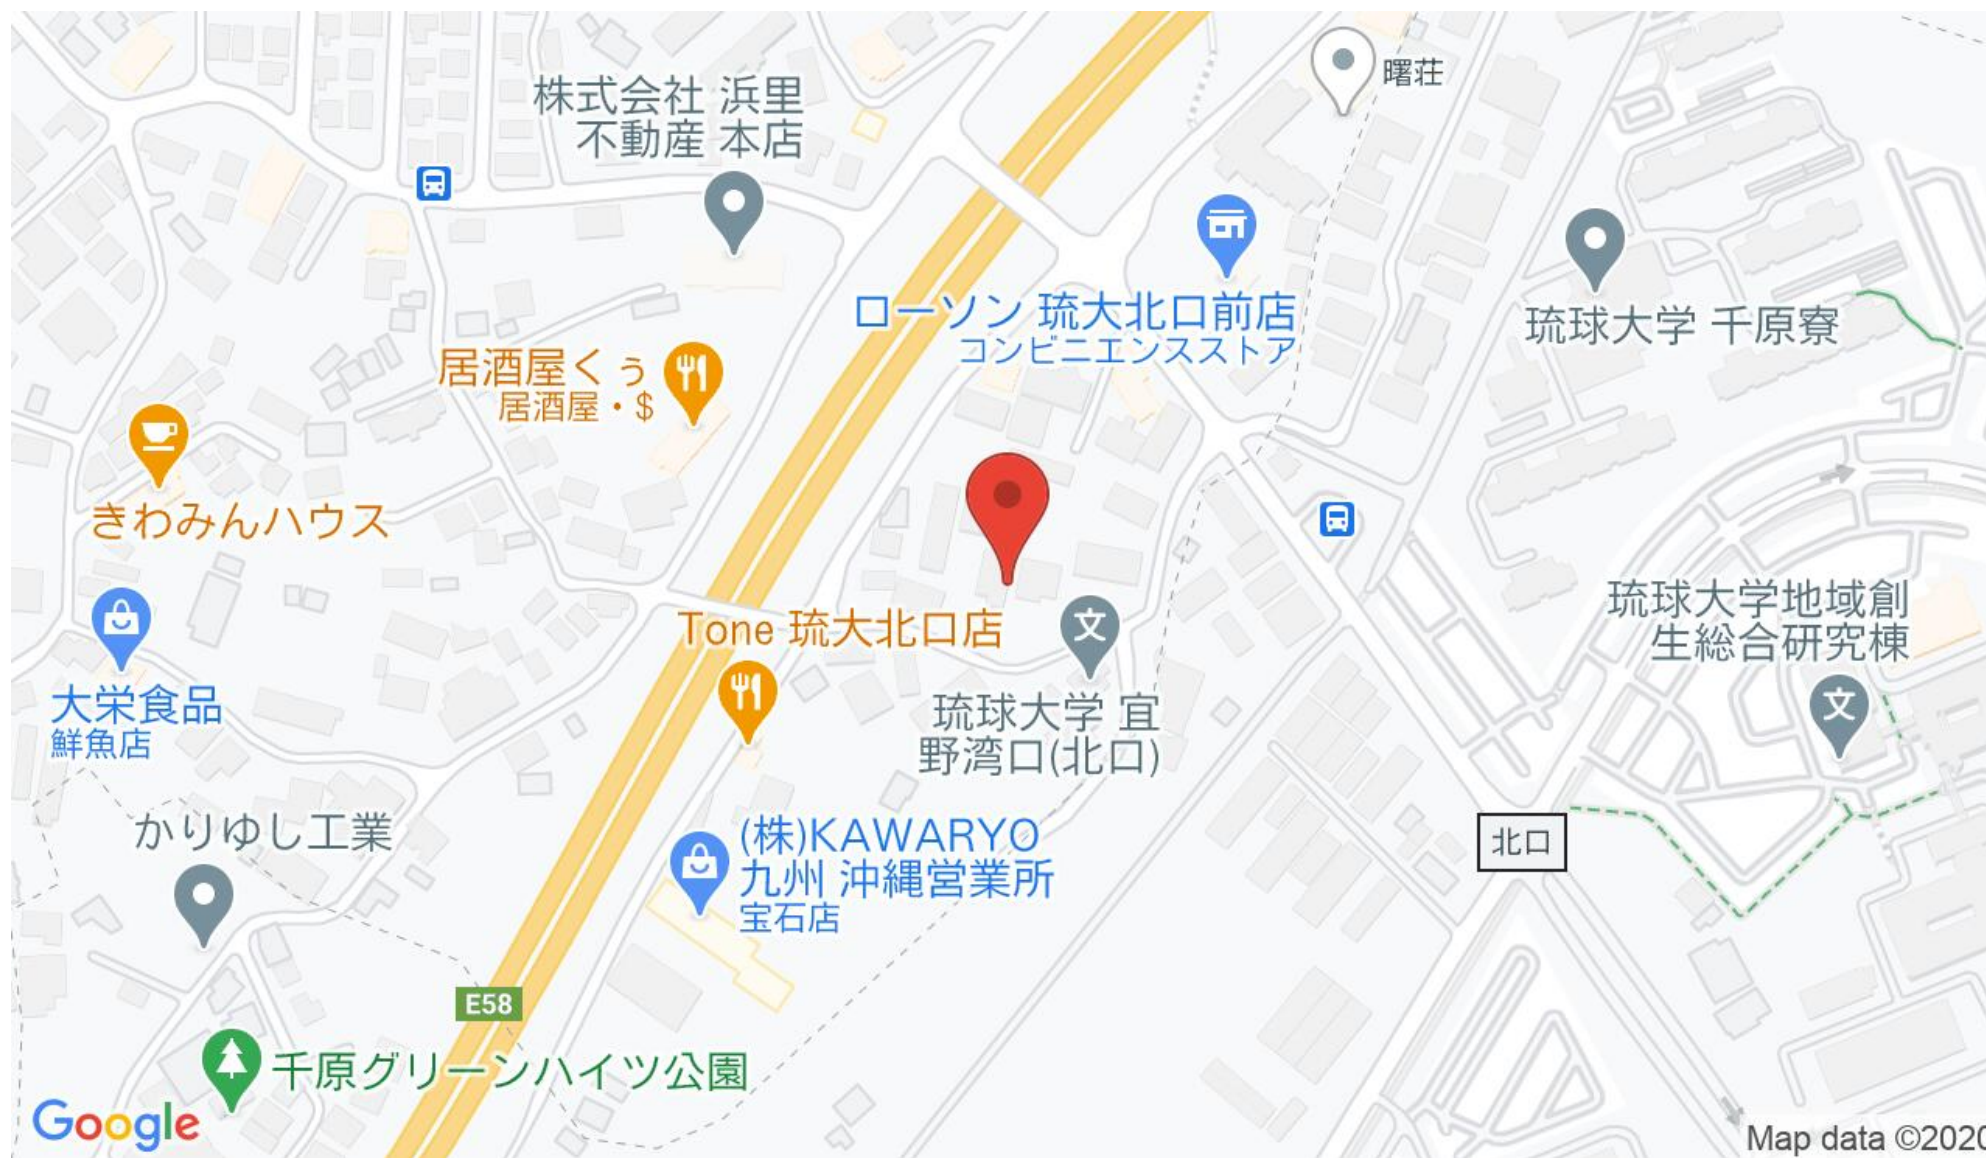 曙荘
株式会社 浜里
不動産 本店
ローソン 琉大北口前店
コンビニエンスストア
琉球大学 千原寮
居酒屋くぅ
居酒屋・$
きわみんハウス
Tone 琉大北口店
文
琉球大学 宜
野湾口(北口)
琉球大学地域創
生総合研究棟
文
大栄食品
鮮魚店
かりゆし工業
(株)KAWARYO
九州 沖縄営業所
宝石店
北口
E58
千原グリーンハイツ公園
Google
Map data ©2020